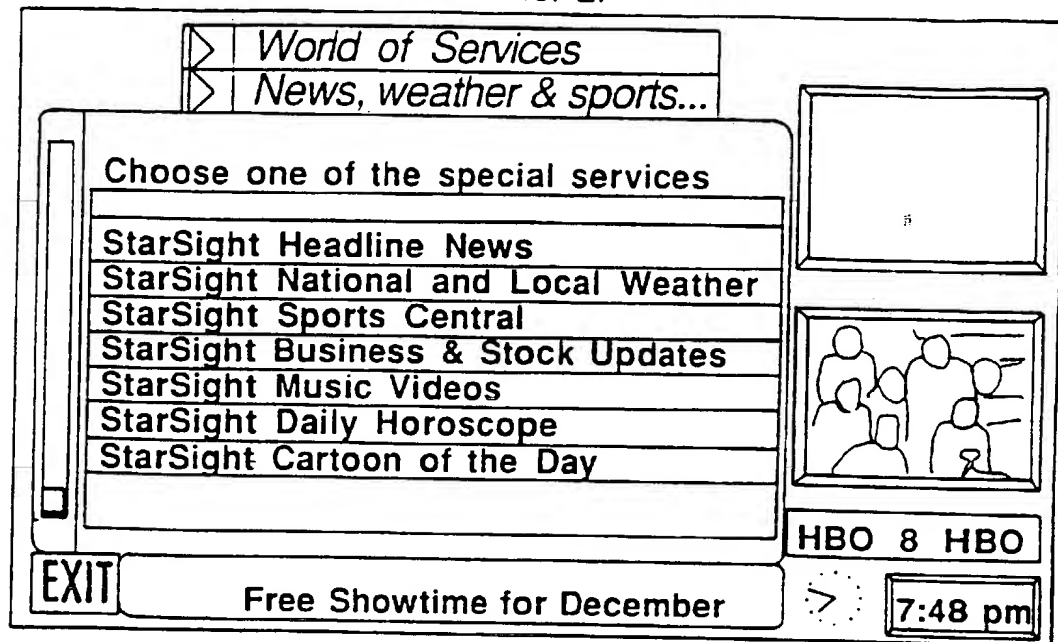 World of Services
News, weather & sports...
Choose one of the special services
StarSight Headline News
StarSight National and Local Weather
StarSight Sports Central
StarSight Business & Stock Updates
StarSight Music Videos
StarSight Daily Horoscope
StarSight Cartoon of the Day
HBO 8 HBO
EXIT
Free Showtime for December
7:48 pm